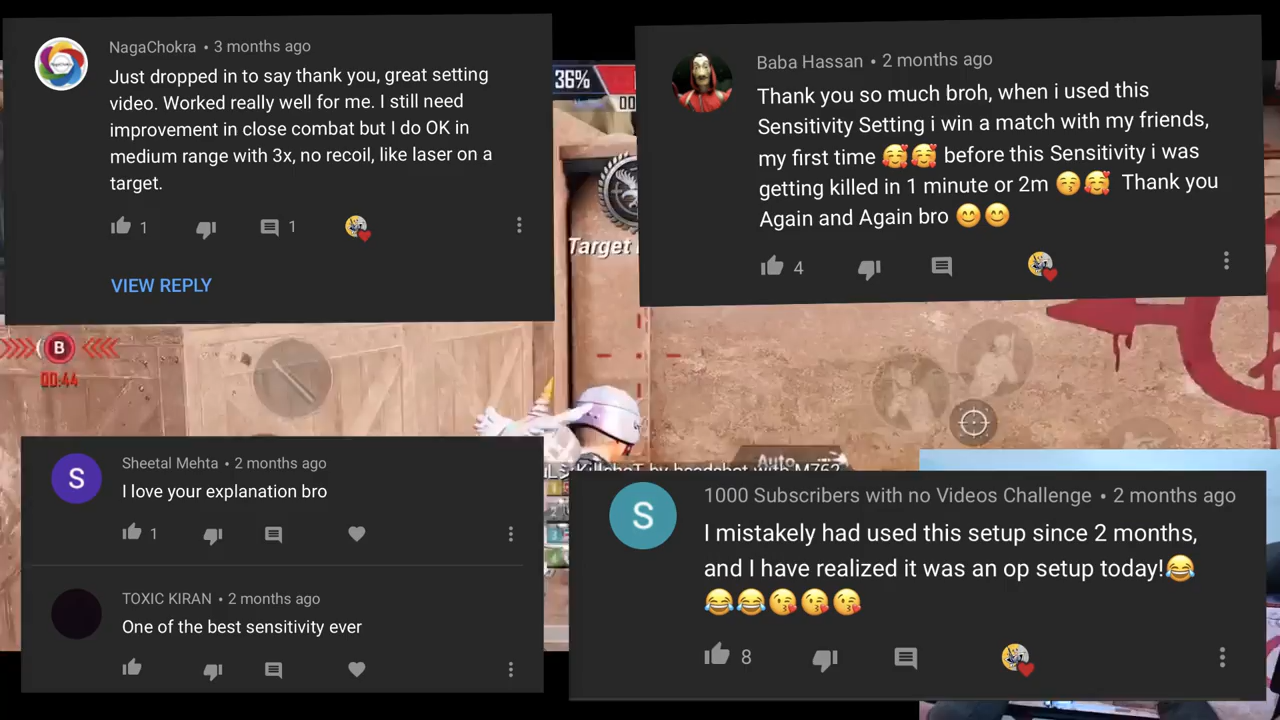 NagaChokra • 3 months ago
Just dropped in to say thank you, great setting
video. Worked really well for me. I still need
improvement in close combat but I do OK in
medium range with 3x, no recoil, like laser on a
target.
1
1
VIEW REPLY
36%
00
Target
Baba Hassan • 2 months ago
Thank you so much broh, when i used this
Sensitivity Setting i win a match with my friends,
my first time 🥰🥰 before this Sensitivity i was
getting killed in 1 minute or 2m 😚🥰 Thank you
Again and Again bro 😊😊
4
B
00:44
Auto
by headshot with M762
S
Sheetal Mehta • 2 months ago
I love your explanation bro
1
TOXIC KIRAN • 2 months ago
One of the best sensitivity ever
S
1000 Subscribers with no Videos Challenge • 2 months ago
I mistakely had used this setup since 2 months,
and I have realized it was an op setup today!😂
😂😂😘😘😘
8